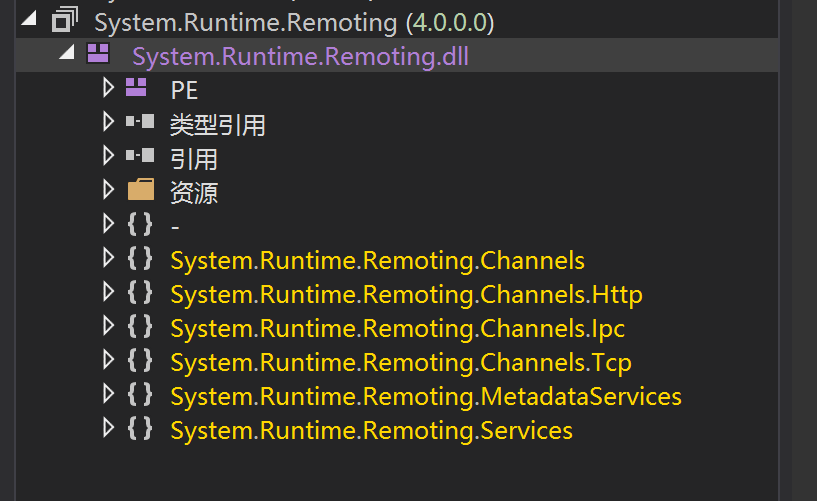 System.Runtime.Remoting (4.0.0.0)
System.Runtime.Remoting.dll
PE
类型引用
引用
资源
{ } -
{ } System.Runtime.Remoting.Channels
{ } System.Runtime.Remoting.Channels.Http
{ } System.Runtime.Remoting.Channels.Ipc
{ } System.Runtime.Remoting.Channels.Tcp
{ } System.Runtime.Remoting.MetadataServices
{ } System.Runtime.Remoting.Services